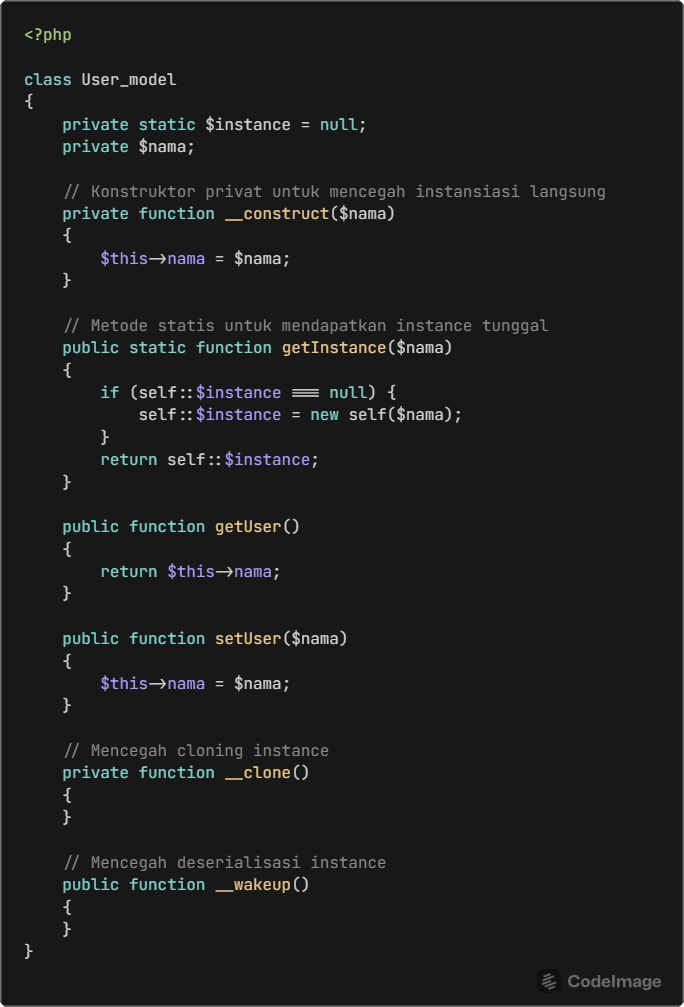 <?php
class User_model
{
    private static $instance = null;
    private $nama;
    // Konstruktor privat untuk mencegah instansiasi langsung
    private function __construct($nama)
    {
        $this->nama = $nama;
    }
    // Metode statis untuk mendapatkan instance tunggal
    public static function getInstance($nama)
    {
        if (self::$instance === null) {
            self::$instance = new self($nama);
        }
        return self::$instance;
    }
    public function getUser()
    {
        return $this->nama;
    }
    public function setUser($nama)
    {
        $this->nama = $nama;
    }
    // Mencegah cloning instance
    private function __clone()
    {
    }
    // Mencegah deserialisasi instance
    public function __wakeup()
    {
    }
}
CodeImage